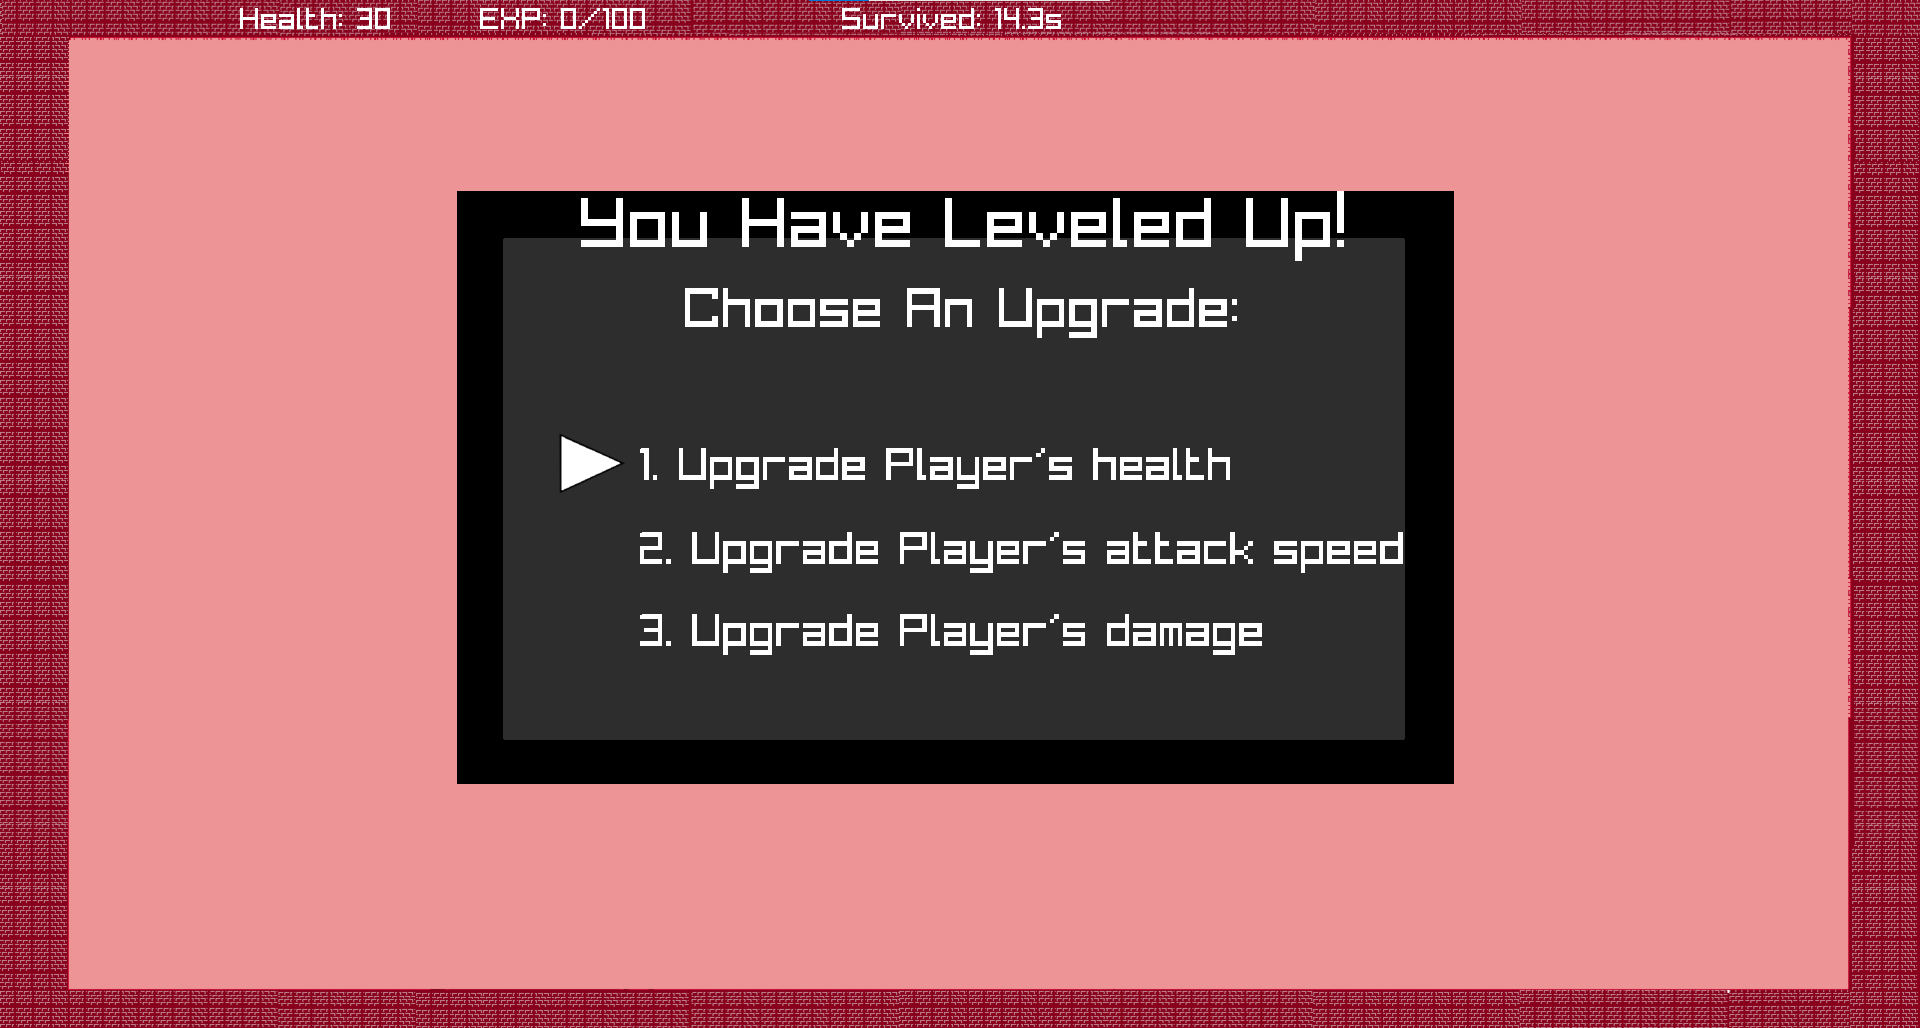 Health: 30 EXP: 0/100 Survived: 14.3s
You Have Leveled Up!
Choose An Upgrade:
1. Upgrade Player's health
2. Upgrade Player's attack speed
3. Upgrade Player's damage